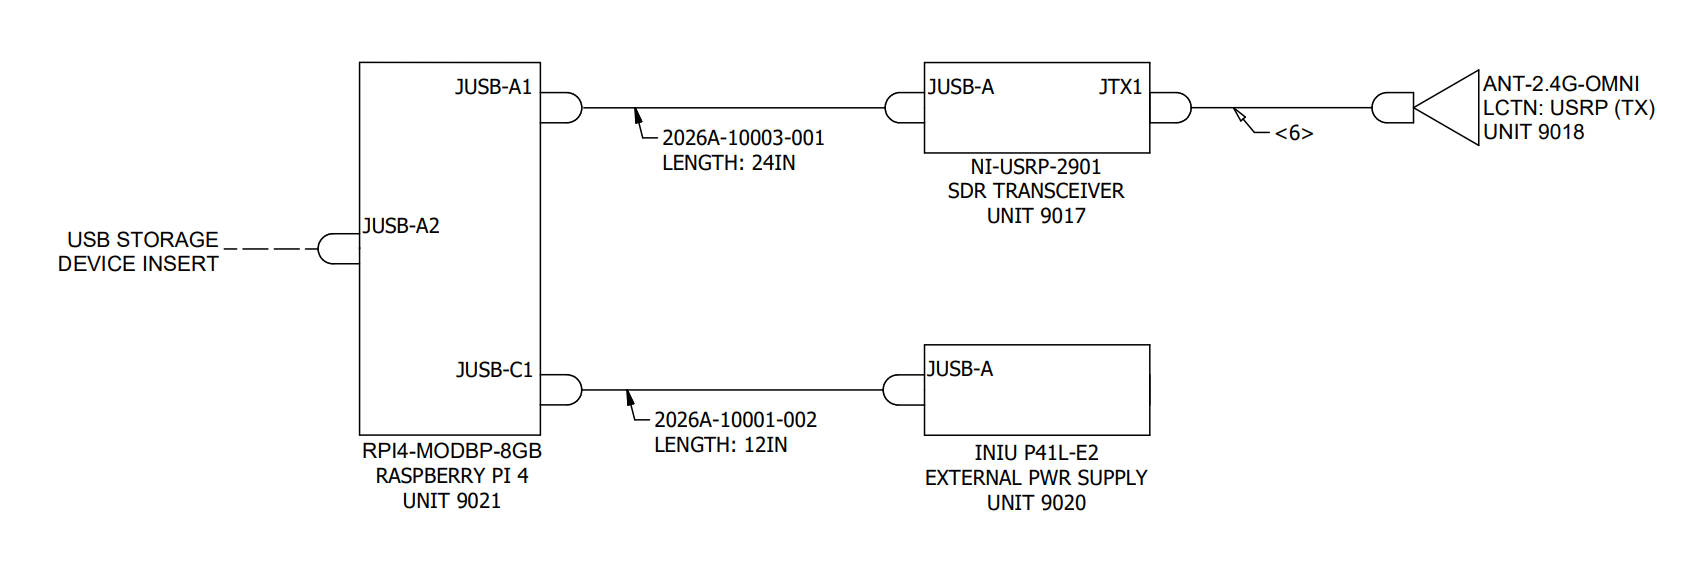 JUSB-A1
JUSB-A
JTX1
ANT-2.4G-OMNI
LCTN: USRP (TX)
UNIT 9018
2026A-10003-001
LENGTH: 24IN
<6>
NI-USRP-2901
SDR TRANSCEIVER
UNIT 9017
JUSB-A2
USB STORAGE
DEVICE INSERT
JUSB-C1
JUSB-A
2026A-10001-002
LENGTH: 12IN
RPI4-MODBP-8GB
RASPBERRY PI 4
UNIT 9021
INIU P41L-E2
EXTERNAL PWR SUPPLY
UNIT 9020